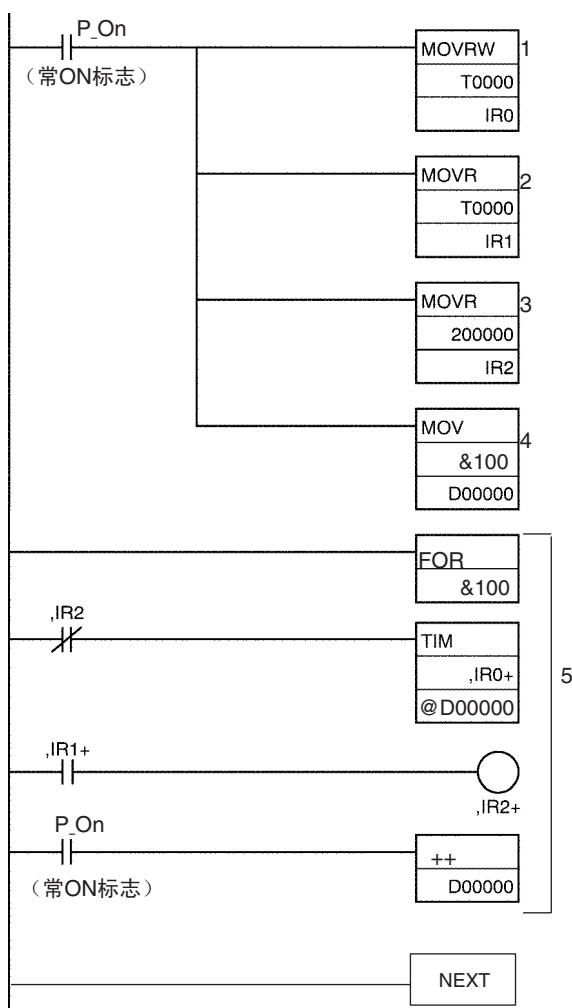 P_On
（常ON标志）
MOVRW
1
T0000
IR0
MOVR
2
T0000
IR1
MOVR
3
200000
IR2
MOV
4
&100
D00000
FOR
&100
,IR2
TIM
,IR0+
@D00000
5
,IR1+
,IR2+
P_On
（常ON标志）
++
D00000
NEXT